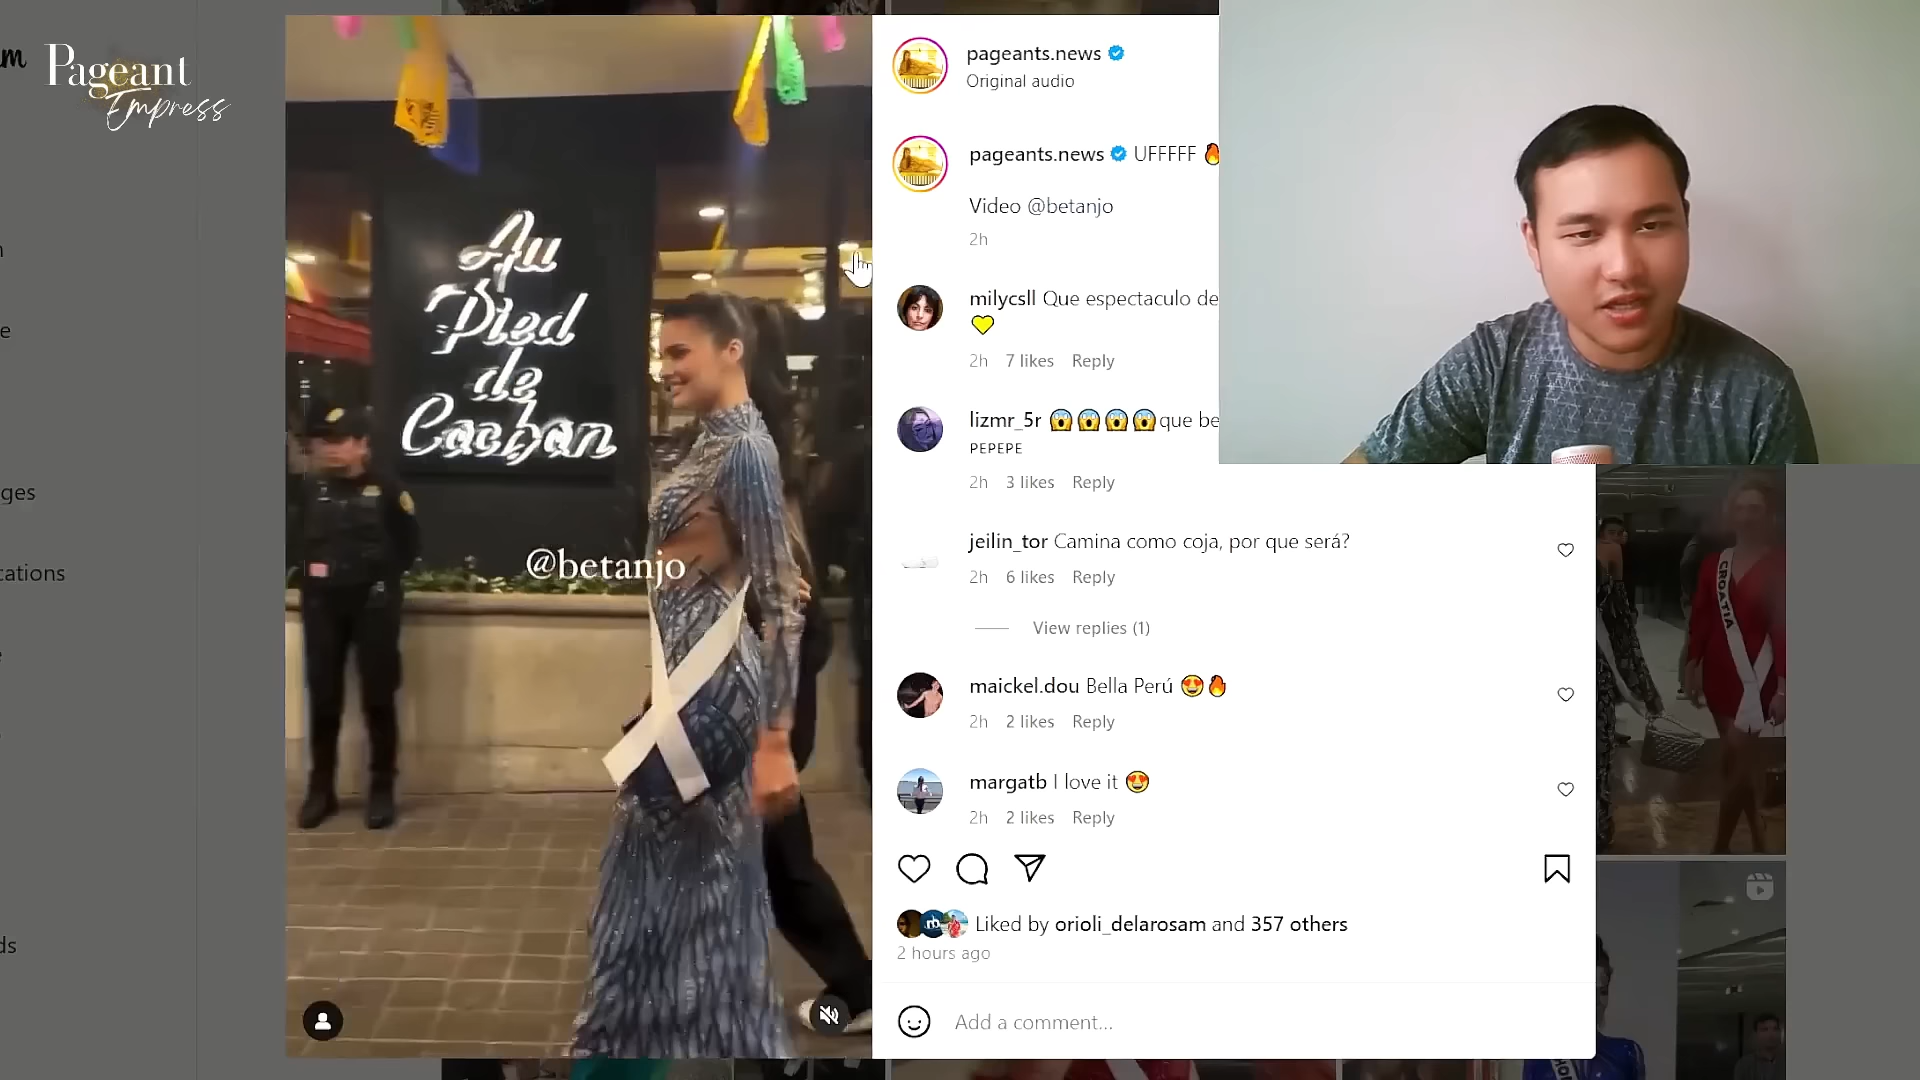 m
Pageant
Empress
ges
cations
ds
Au
Pied
de
Cochon
@betanjo
pageants.news
Original audio
pageants.news UFFFFF 🔥
Video @betanjo
2h
milycsll Que espectaculo de
💛
2h 7 likes Reply
lizmr_5r 😱😱😱😱que be
PEPEPE
2h 3 likes Reply
jeilin_tor Camina como coja, por que será?
2h 6 likes Reply
View replies (1)
maickel.dou Bella Perú 😍🔥
2h 2 likes Reply
margatb I love it 😍
2h 2 likes Reply
Liked by orioli_delarosam and 357 others
2 hours ago
Add a comment...
CROATIA